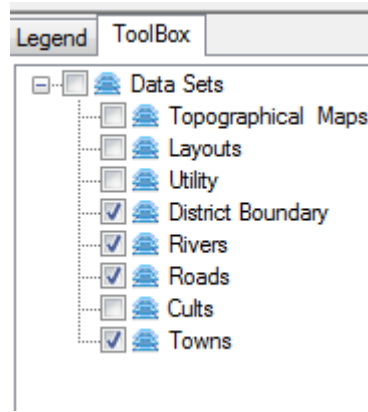 Legend ToolBox
Data Sets
Topographical Maps
Layouts
Utility
District Boundary
Rivers
Roads
Cults
Towns